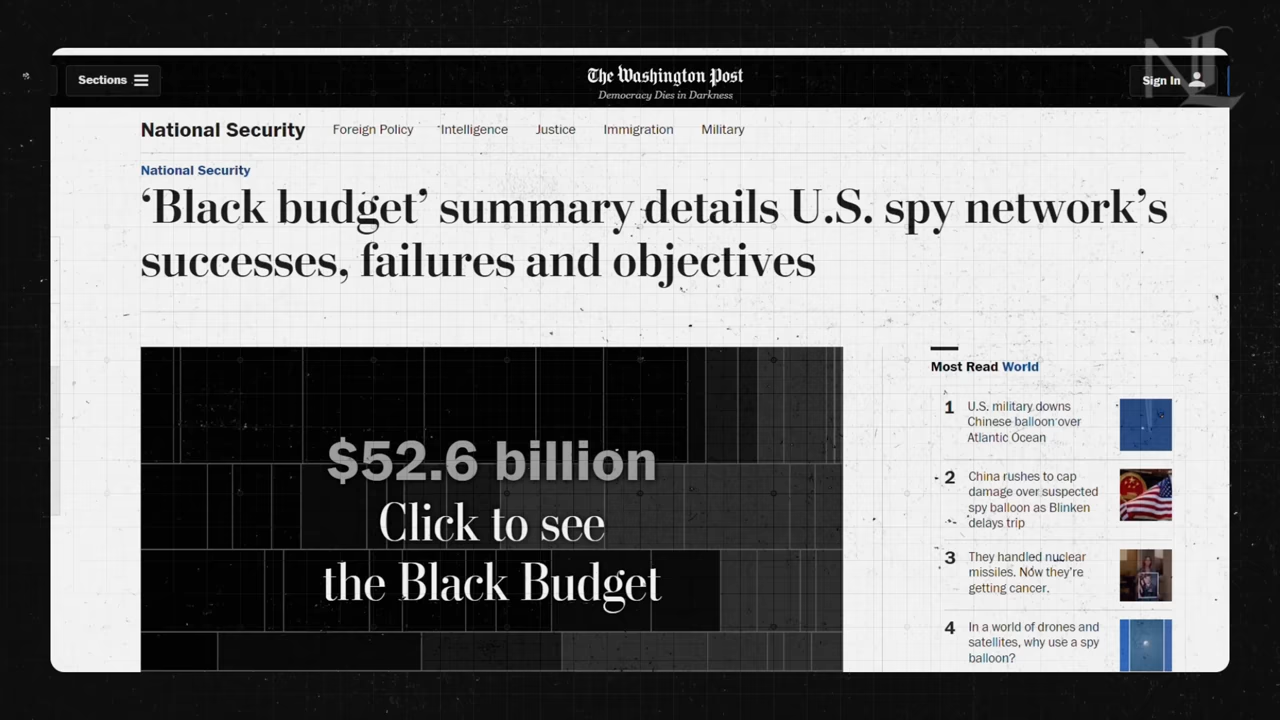 NL
Sections
The Washington Post
Democracy Dies in Darkness
Sign In
National Security
Foreign Policy
Intelligence
Justice
Immigration
Military
National Security
‘Black budget’ summary details U.S. spy network’s
successes, failures and objectives
$52.6 billion
Click to see
the Black Budget
Most Read World
1
U.S. military downs
Chinese balloon over
Atlantic Ocean
2
China rushes to cap
damage over suspected
spy balloon as Blinken
delays trip
3
They handled nuclear
missiles. Now they’re
getting cancer.
4
In a world of drones and
satellites, why use a spy
balloon?